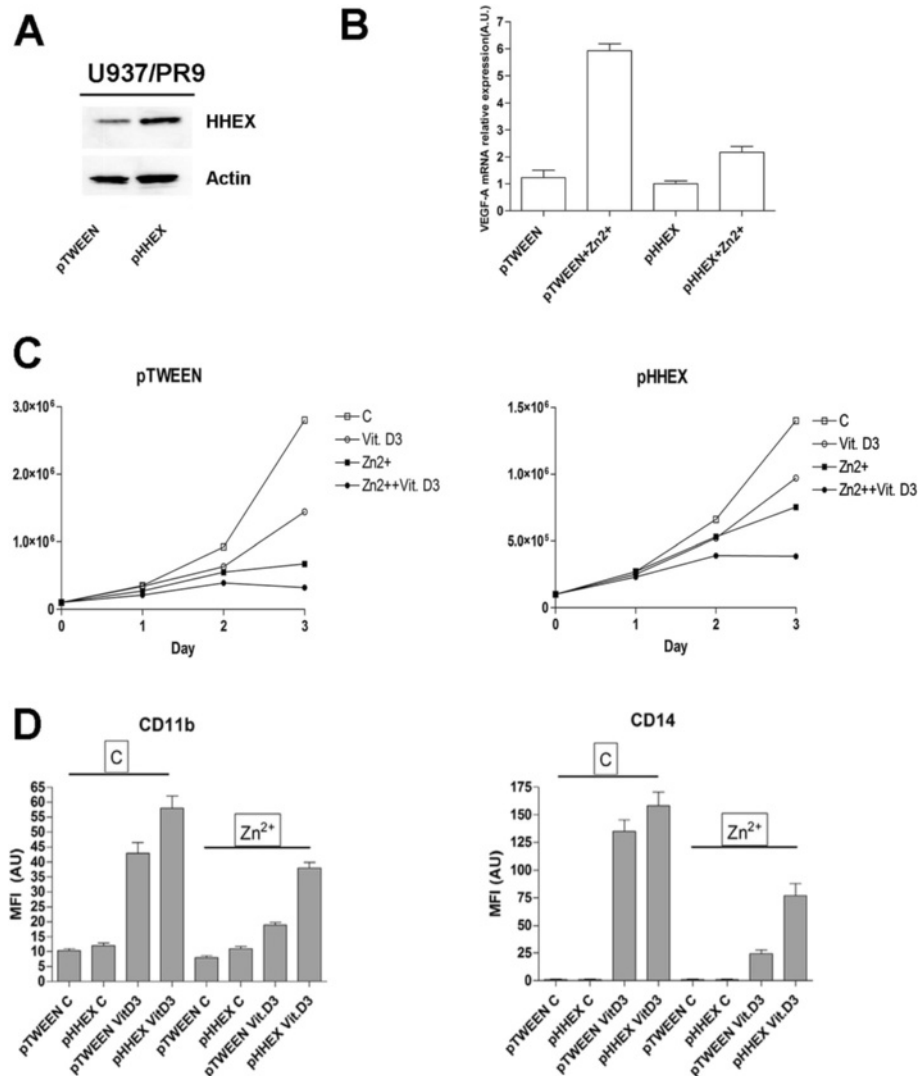 A
U937/PR9
HHEX
Actin
pTWEEN
pHHEX
B
VEGF-A mRNA relative expression(A.U.)
7
6
5
4
3
2
1
0
pTWEEN
pTWEEN+Zn2+
pHHEX
pHHEX+Zn2+
C
pTWEEN
3.0×10⁶
2.0×10⁶
1.0×10⁶
0
0 1 2 3
Day
C
Vit. D3
Zn2+
Zn2++Vit. D3
pHHEX
1.5×10⁶
1.0×10⁶
5.0×10⁵
0
0 1 2 3
Day
C
Vit. D3
Zn2+
Zn2++Vit. D3
D
CD11b
C
Zn²⁺
MFI (AU)
65
60
55
50
45
40
35
30
25
20
15
10
5
0
pTWEEN C
pHHEX C
pTWEEN VitD3
pHHEX VitD3
pTWEEN C
pHHEX C
pTWEEN Vit.D3
pHHEX Vit.D3
CD14
C
Zn²⁺
MFI (AU)
175
150
125
100
75
50
25
0
pTWEEN C
pHHEX C
pTWEEN VitD3
pHHEX VitD3
pTWEEN C
pHHEX C
pTWEEN Vit.D3
pHHEX Vit.D3